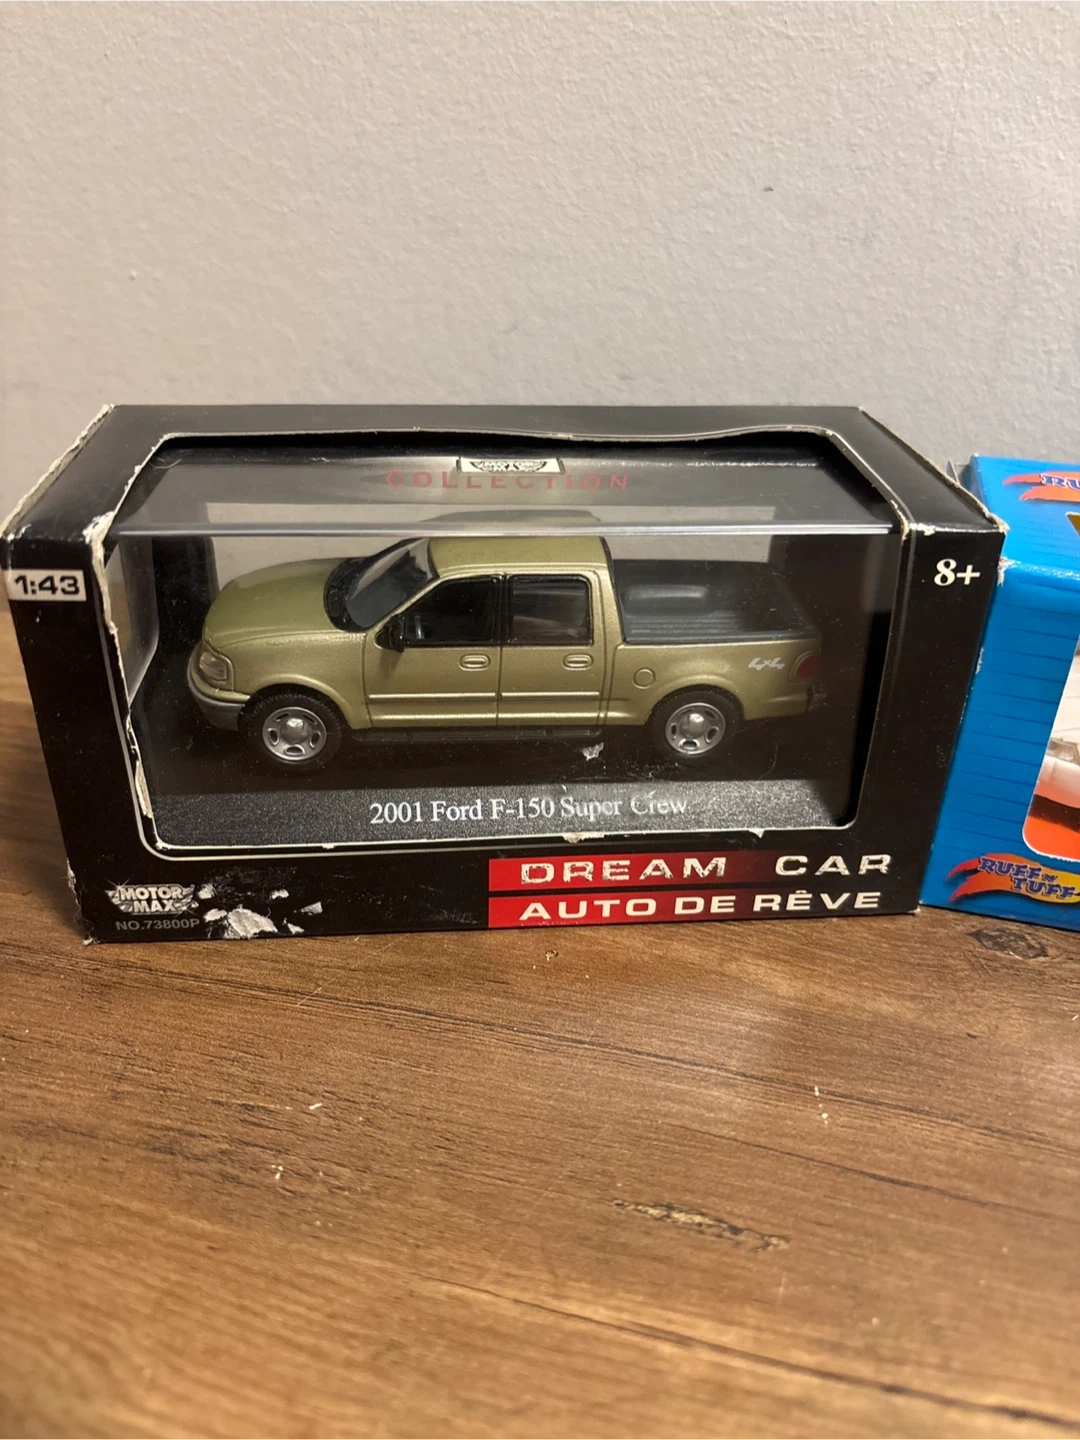 MOTOR
MAX
COLLECTION
1:43
8+
4x4
2001 Ford F-150 Super Crew
DREAM CAR
AUTO DE RÊVE
MOTOR
MAX
NO.73800P
RU
RUFF N'
TUFF